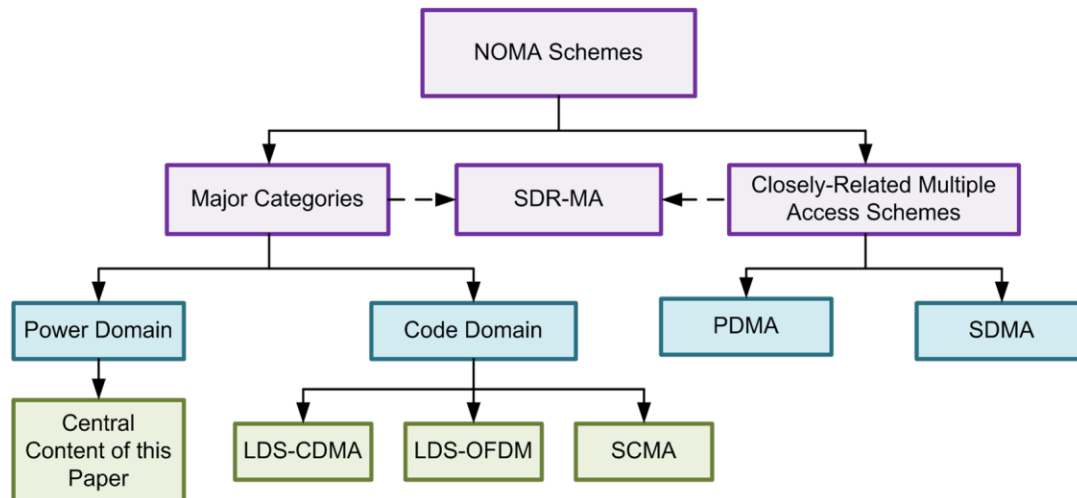 NOMA Schemes
Major Categories
SDR-MA
Closely-Related Multiple
Access Schemes
Power Domain
Code Domain
PDMA
SDMA
Central
Content of this
Paper
LDS-CDMA
LDS-OFDM
SCMA